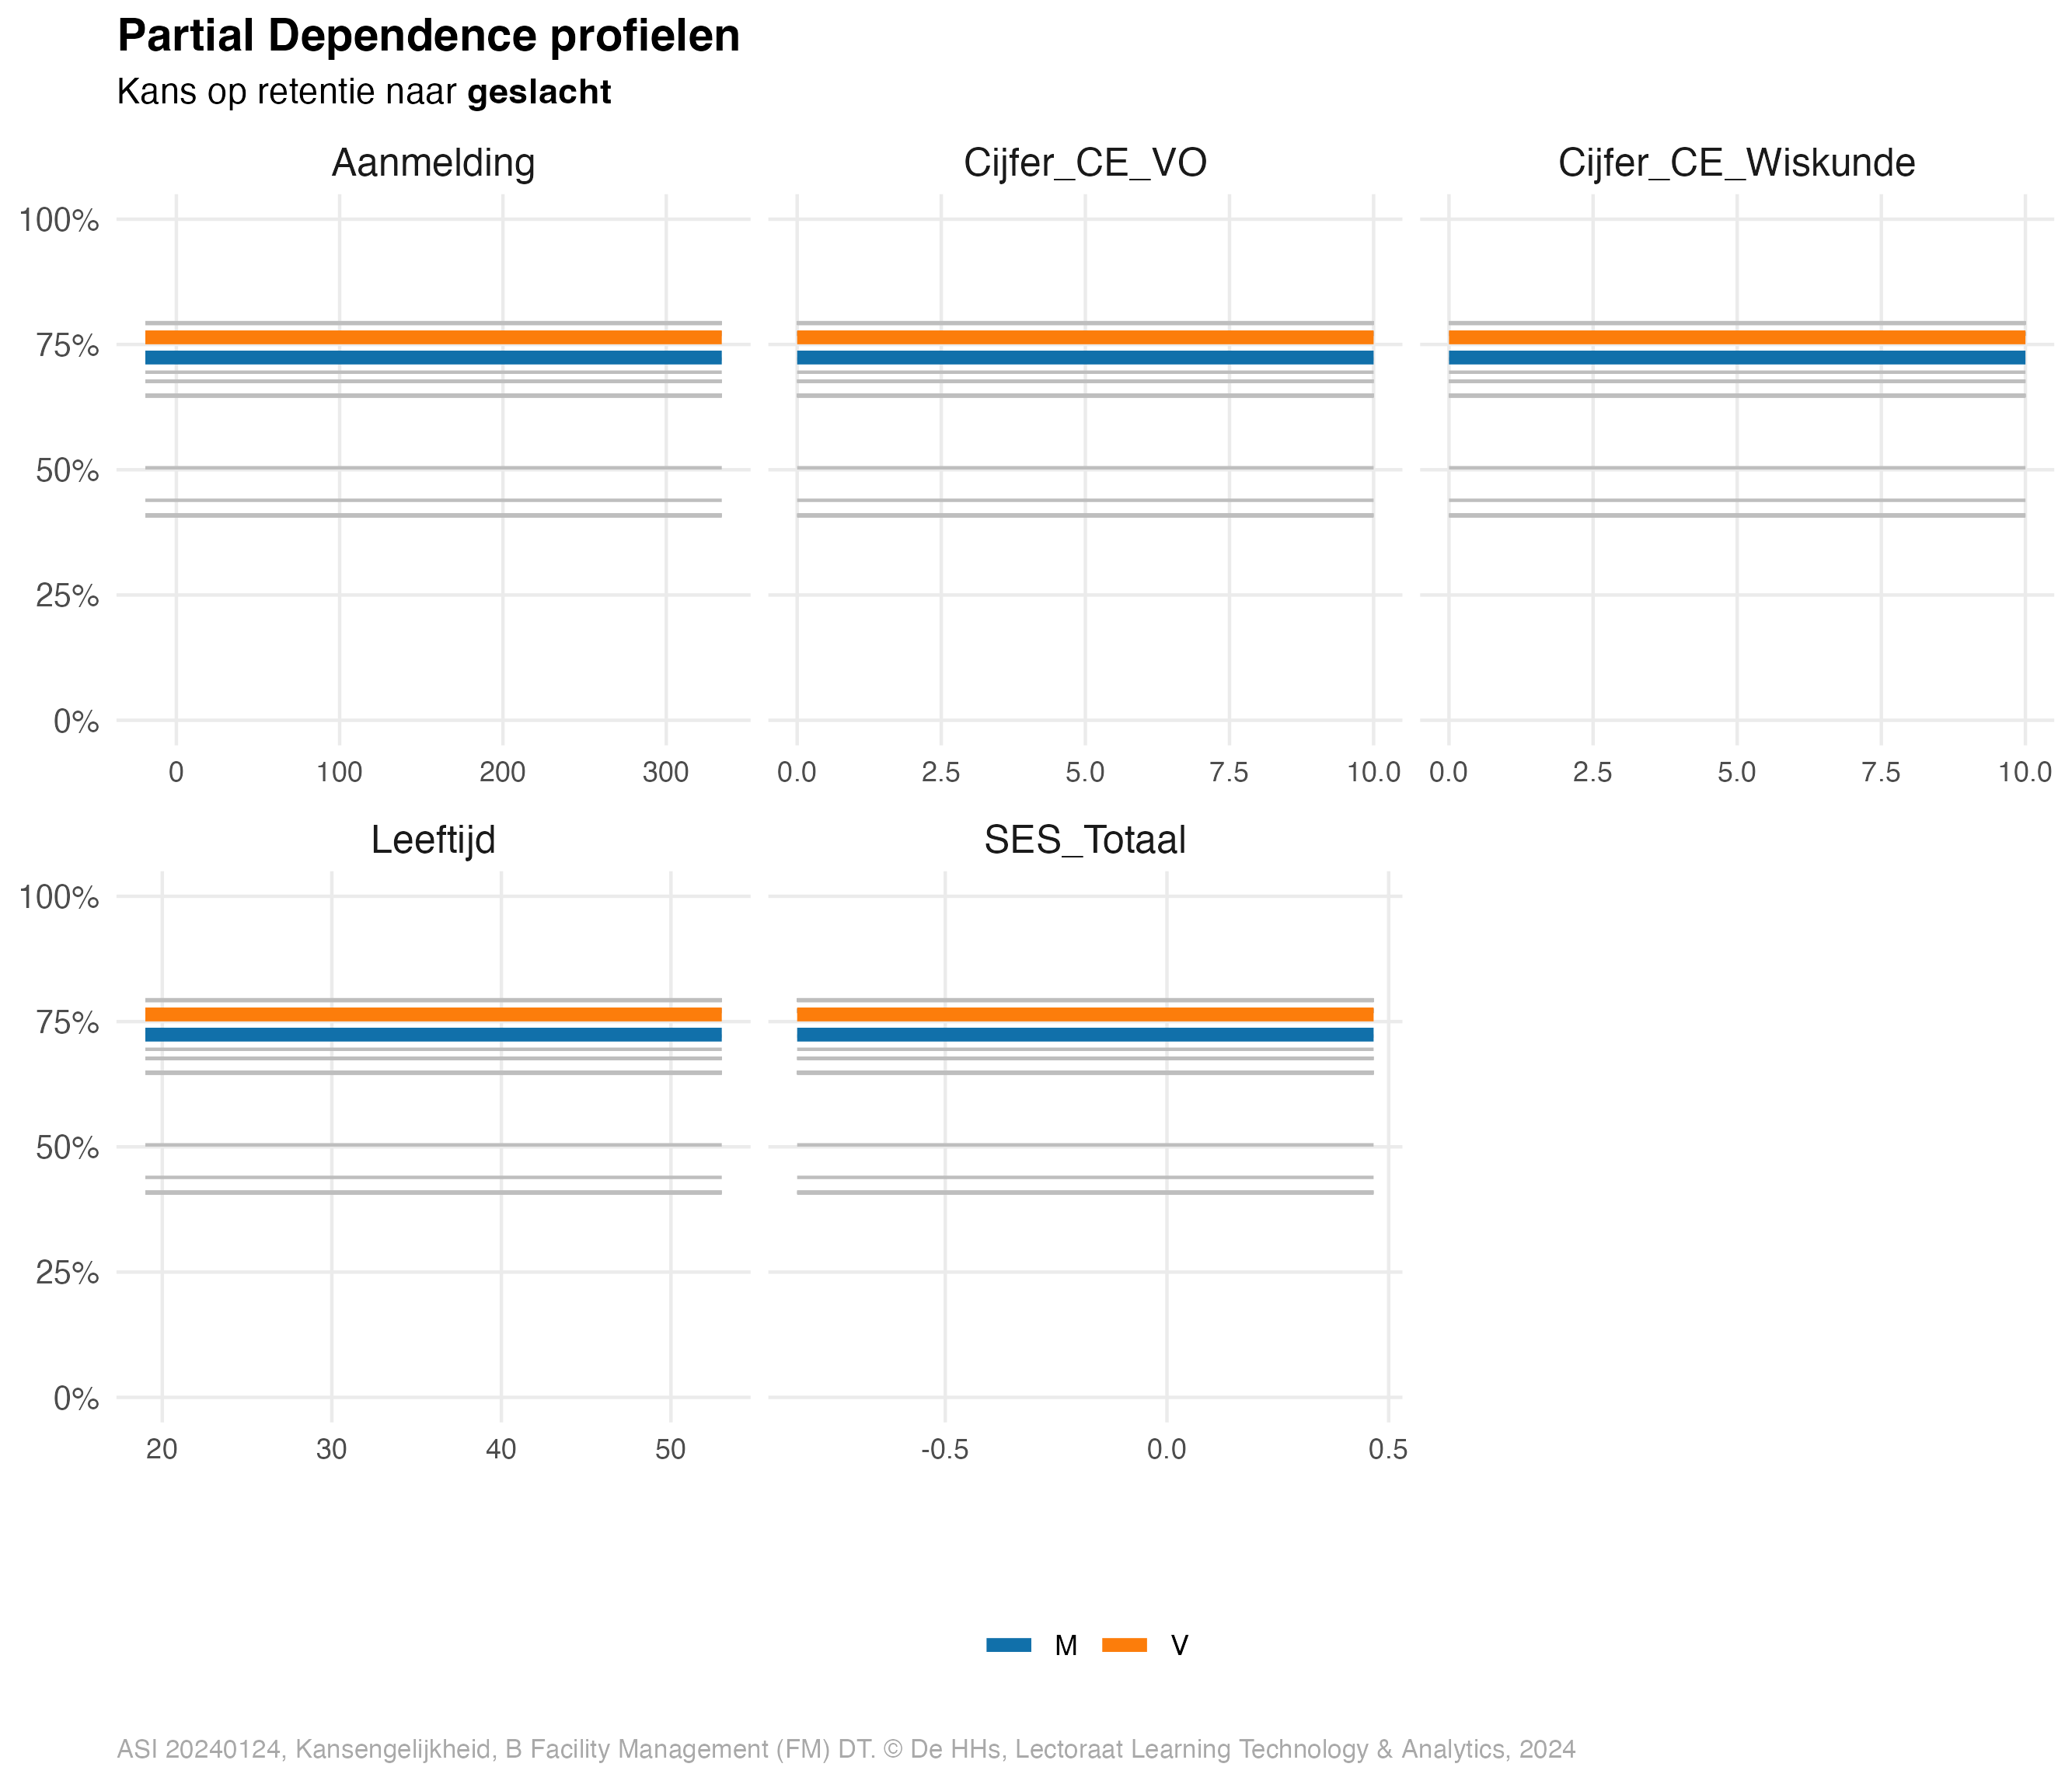 Partial Dependence profielen
Kans op retentie naar geslacht
Aanmelding
Cijfer_CE_VO
Cijfer_CE_Wiskunde
100%
75%
50%
25%
0%
0 100 200 300
0.0 2.5 5.0 7.5 10.0
0.0 2.5 5.0 7.5 10.0
Leeftijd
SES_Totaal
100%
75%
50%
25%
0%
20 30 40 50
-0.5 0.0 0.5
M V
ASI 20240124, Kansengelijkheid, B Facility Management (FM) DT. © De HHs, Lectoraat Learning Technology & Analytics, 2024